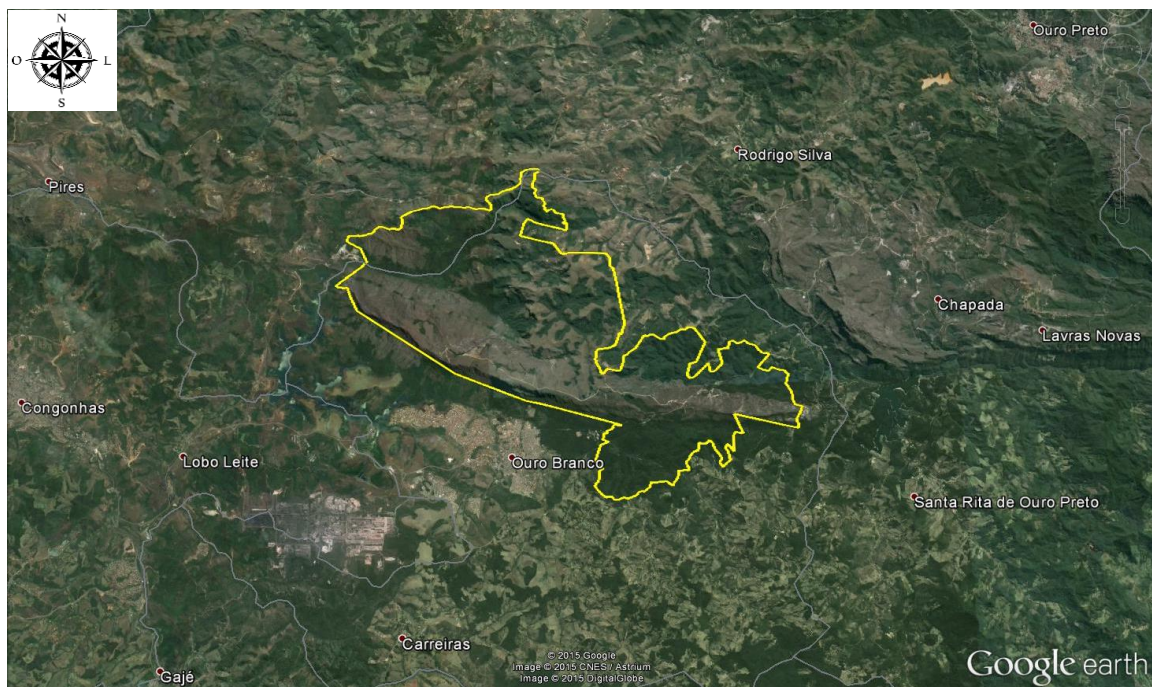 N
O L
S
Ouro Preto
Rodrigo Silva
Pires
Chapada
Lavras Novas
Congonhas
Lobo Leite
Ouro Branco
Santa Rita de Ouro Preto
Carreiras
Gajé
© 2015 Google
Image © 2015 CNES / Astrium
Image © 2015 DigitalGlobe
Google earth